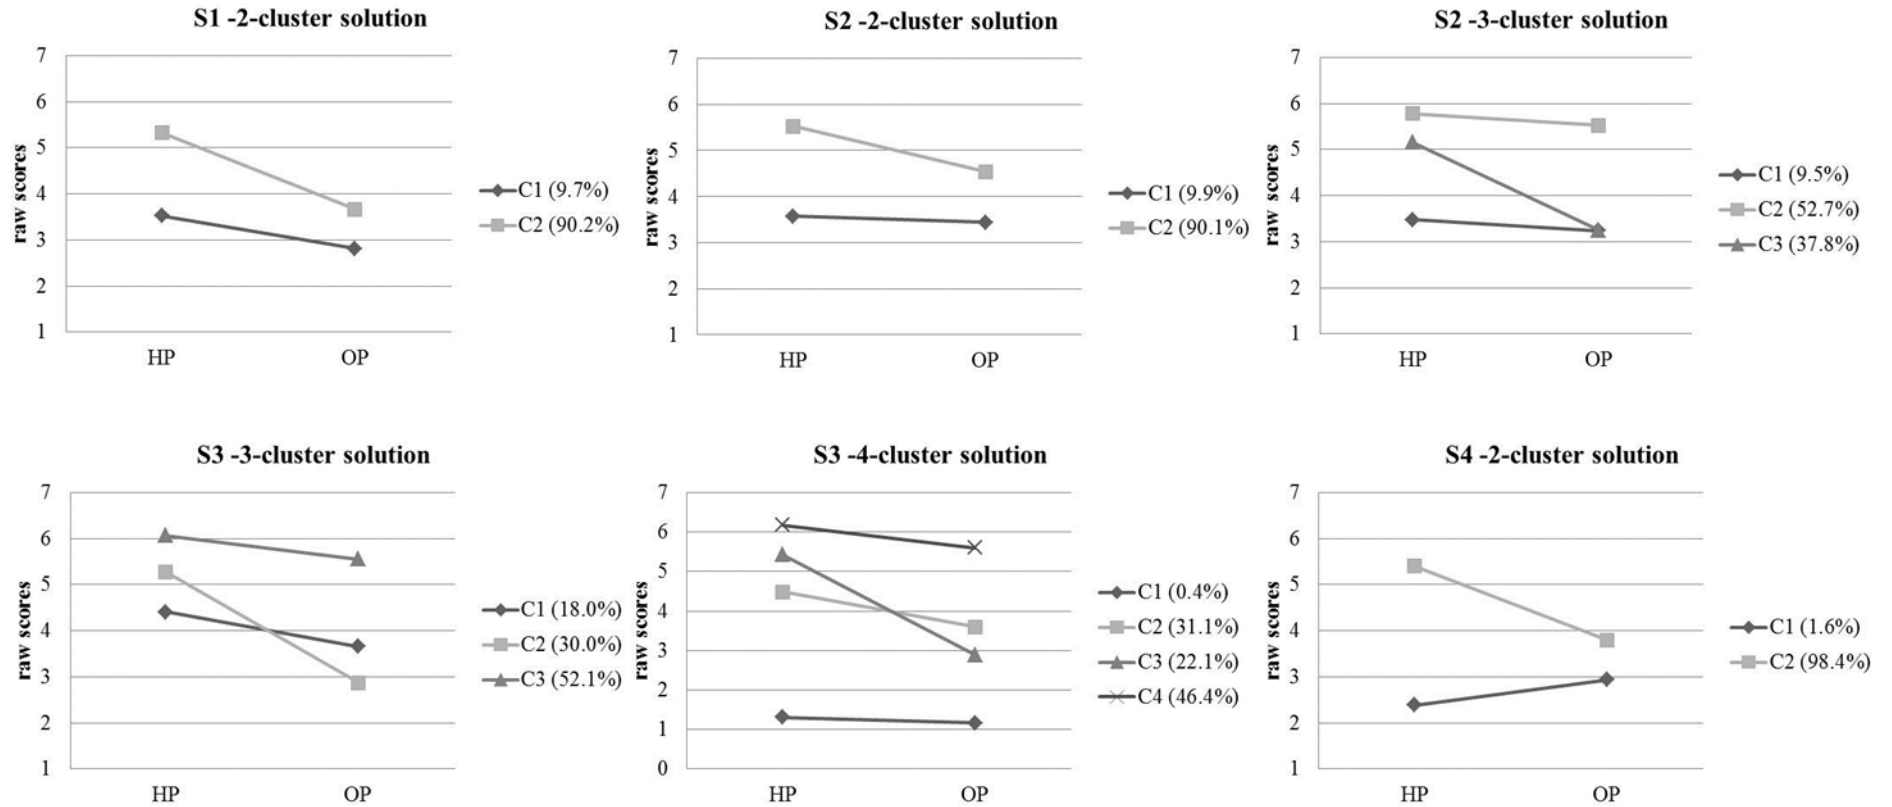 S1 -2-cluster solution
7
6
5
4
3
2
1
raw scores
HP OP
C1 (9.7%)
C2 (90.2%)
S2 -2-cluster solution
7
6
5
4
3
2
1
raw scores
HP OP
C1 (9.9%)
C2 (90.1%)
S2 -3-cluster solution
7
6
5
4
3
2
1
raw scores
HP OP
C1 (9.5%)
C2 (52.7%)
C3 (37.8%)
S3 -3-cluster solution
7
6
5
4
3
2
1
raw scores
HP OP
C1 (18.0%)
C2 (30.0%)
C3 (52.1%)
S3 -4-cluster solution
7
6
5
4
3
2
1
0
raw scores
HP OP
C1 (0.4%)
C2 (31.1%)
C3 (22.1%)
C4 (46.4%)
S4 -2-cluster solution
7
6
5
4
3
2
1
raw scores
HP OP
C1 (1.6%)
C2 (98.4%)